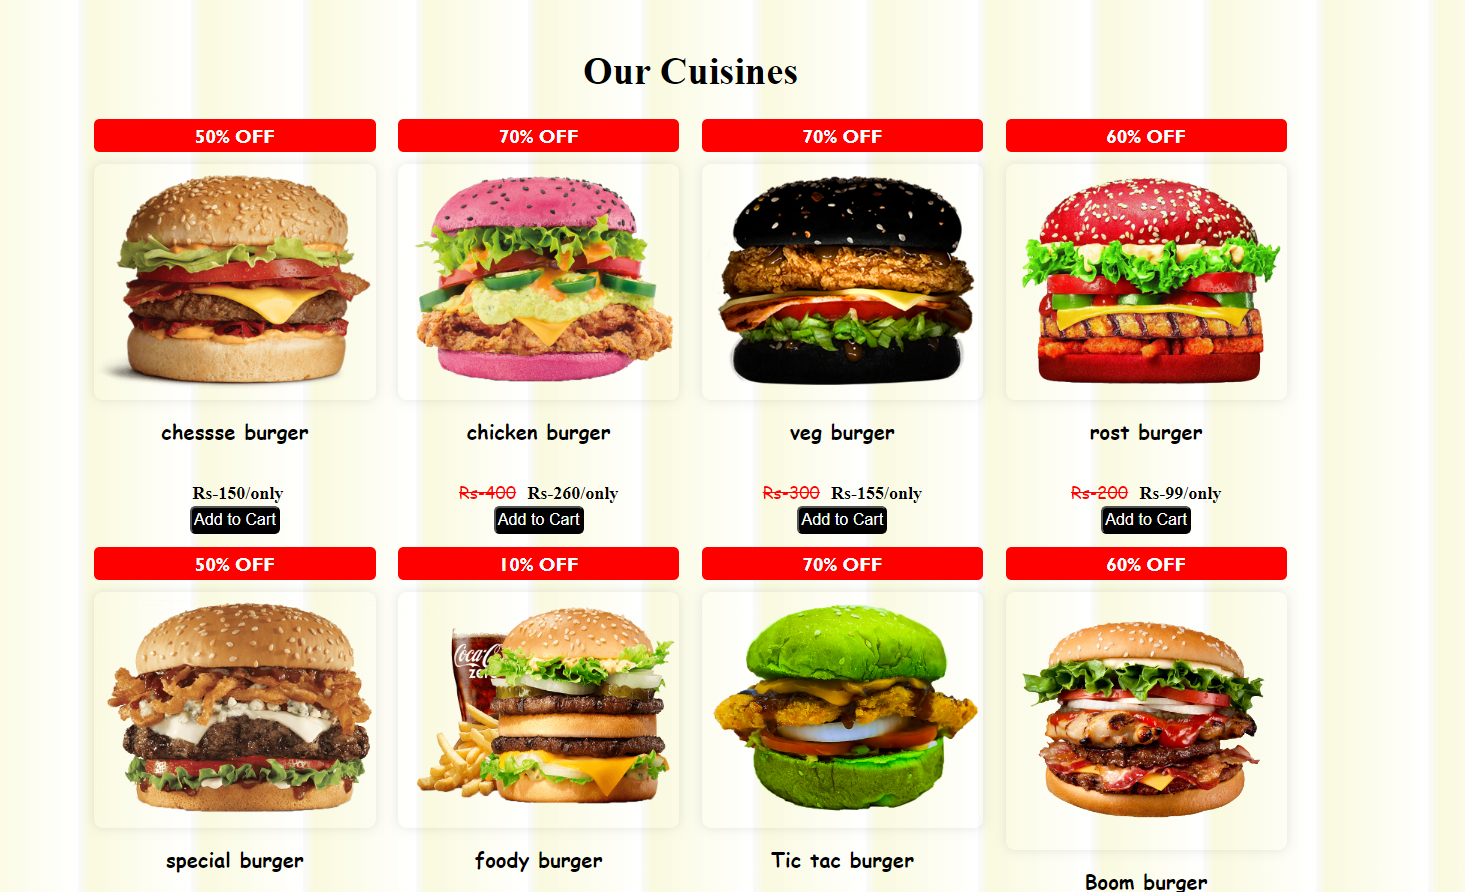 Our Cuisines
50% OFF 70% OFF 70% OFF 60% OFF
chessse burger chicken burger veg burger rost burger
Rs-150/only Rs-400 Rs-260/only Rs-300 Rs-155/only Rs-200 Rs-99/only
Add to Cart Add to Cart Add to Cart Add to Cart
50% OFF 10% OFF 70% OFF 60% OFF
special burger foody burger Tic tac burger Boom burger